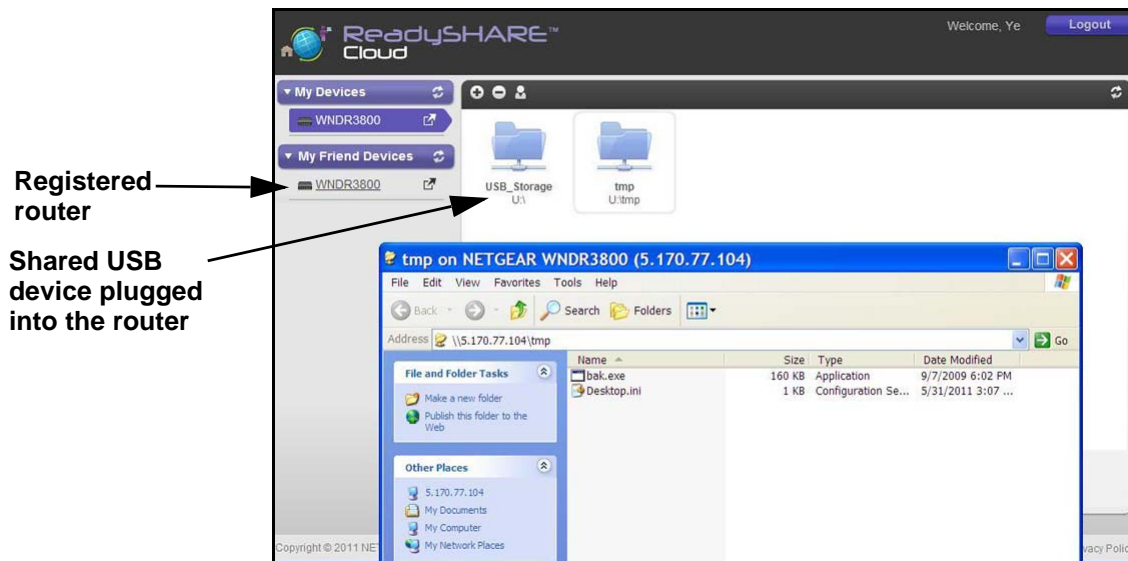 ReadySHARE™
Cloud
Welcome, Ye
Logout
My Devices
WNDR3800
My Friend Devices
WNDR3800
USB_Storage
U:\
tmp
U:\tmp
Registered
router
Shared USB
device plugged
into the router
tmp on NETGEAR WNDR3800 (5.170.77.104)
File Edit View Favorites Tools Help
Back Search Folders
Address \\5.170.77.104\tmp Go
File and Folder Tasks
Make a new folder
Publish this folder to the
Web
Other Places
5.170.77.104
My Documents
My Computer
My Network Places
Name Size Type Date Modified
bak.exe 160 KB Application 9/7/2009 6:02 PM
Desktop.ini 1 KB Configuration Se... 5/31/2011 3:07 ...
Copyright © 2011 NE
vacy Polic